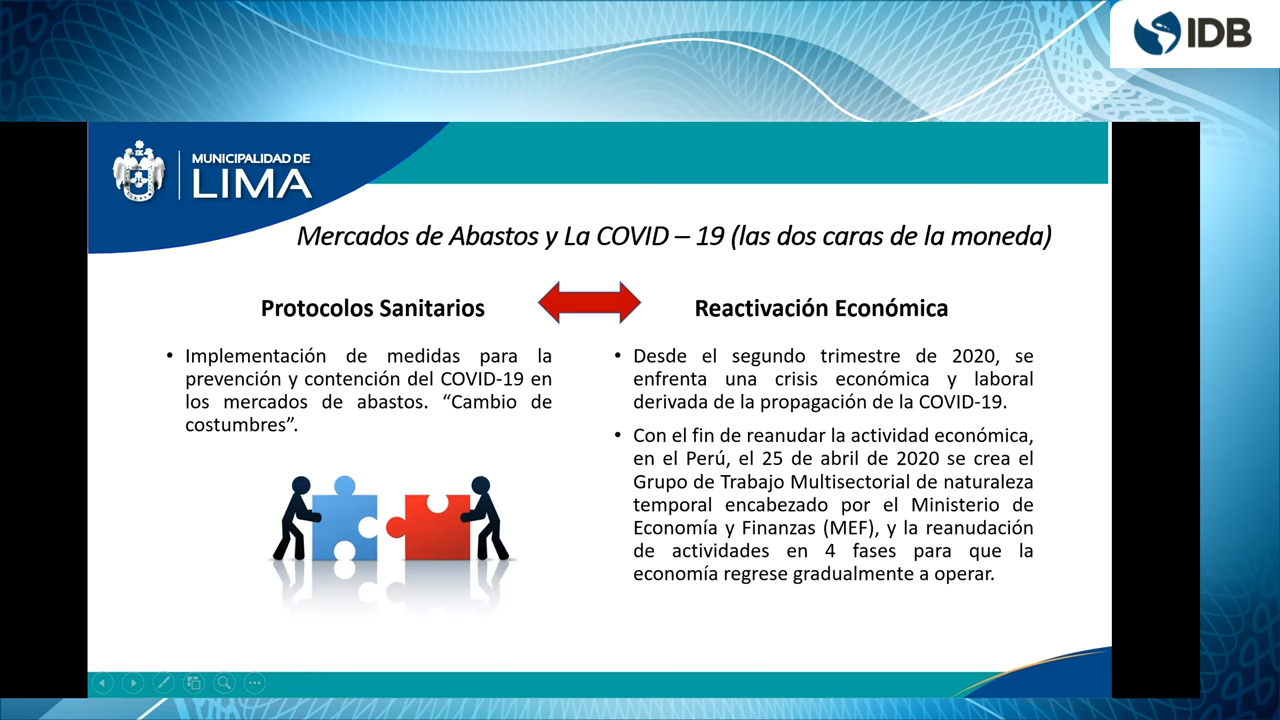 IDB
MUNICIPALIDAD DE
LIMA
Mercados de Abastos y La COVID – 19 (las dos caras de la moneda)
Protocolos Sanitarios
• Implementación de medidas para la
prevención y contención del COVID-19 en
los mercados de abastos. “Cambio de
costumbres”.
Reactivación Económica
• Desde el segundo trimestre de 2020, se
enfrenta una crisis económica y laboral
derivada de la propagación de la COVID-19.
• Con el fin de reanudar la actividad económica,
en el Perú, el 25 de abril de 2020 se crea el
Grupo de Trabajo Multisectorial de naturaleza
temporal encabezado por el Ministerio de
Economía y Finanzas (MEF), y la reanudación
de actividades en 4 fases para que la
economía regrese gradualmente a operar.